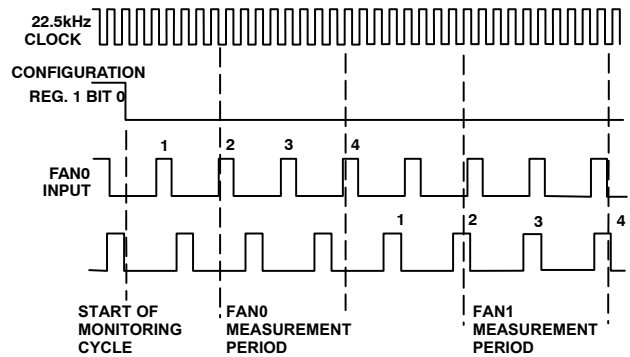 22.5kHz
CLOCK
CONFIGURATION
REG. 1 BIT 0
1 2 3 4
FAN0
INPUT
1 2 3 4
START OF
MONITORING
CYCLE
FAN0
MEASUREMENT
PERIOD
FAN1
MEASUREMENT
PERIOD